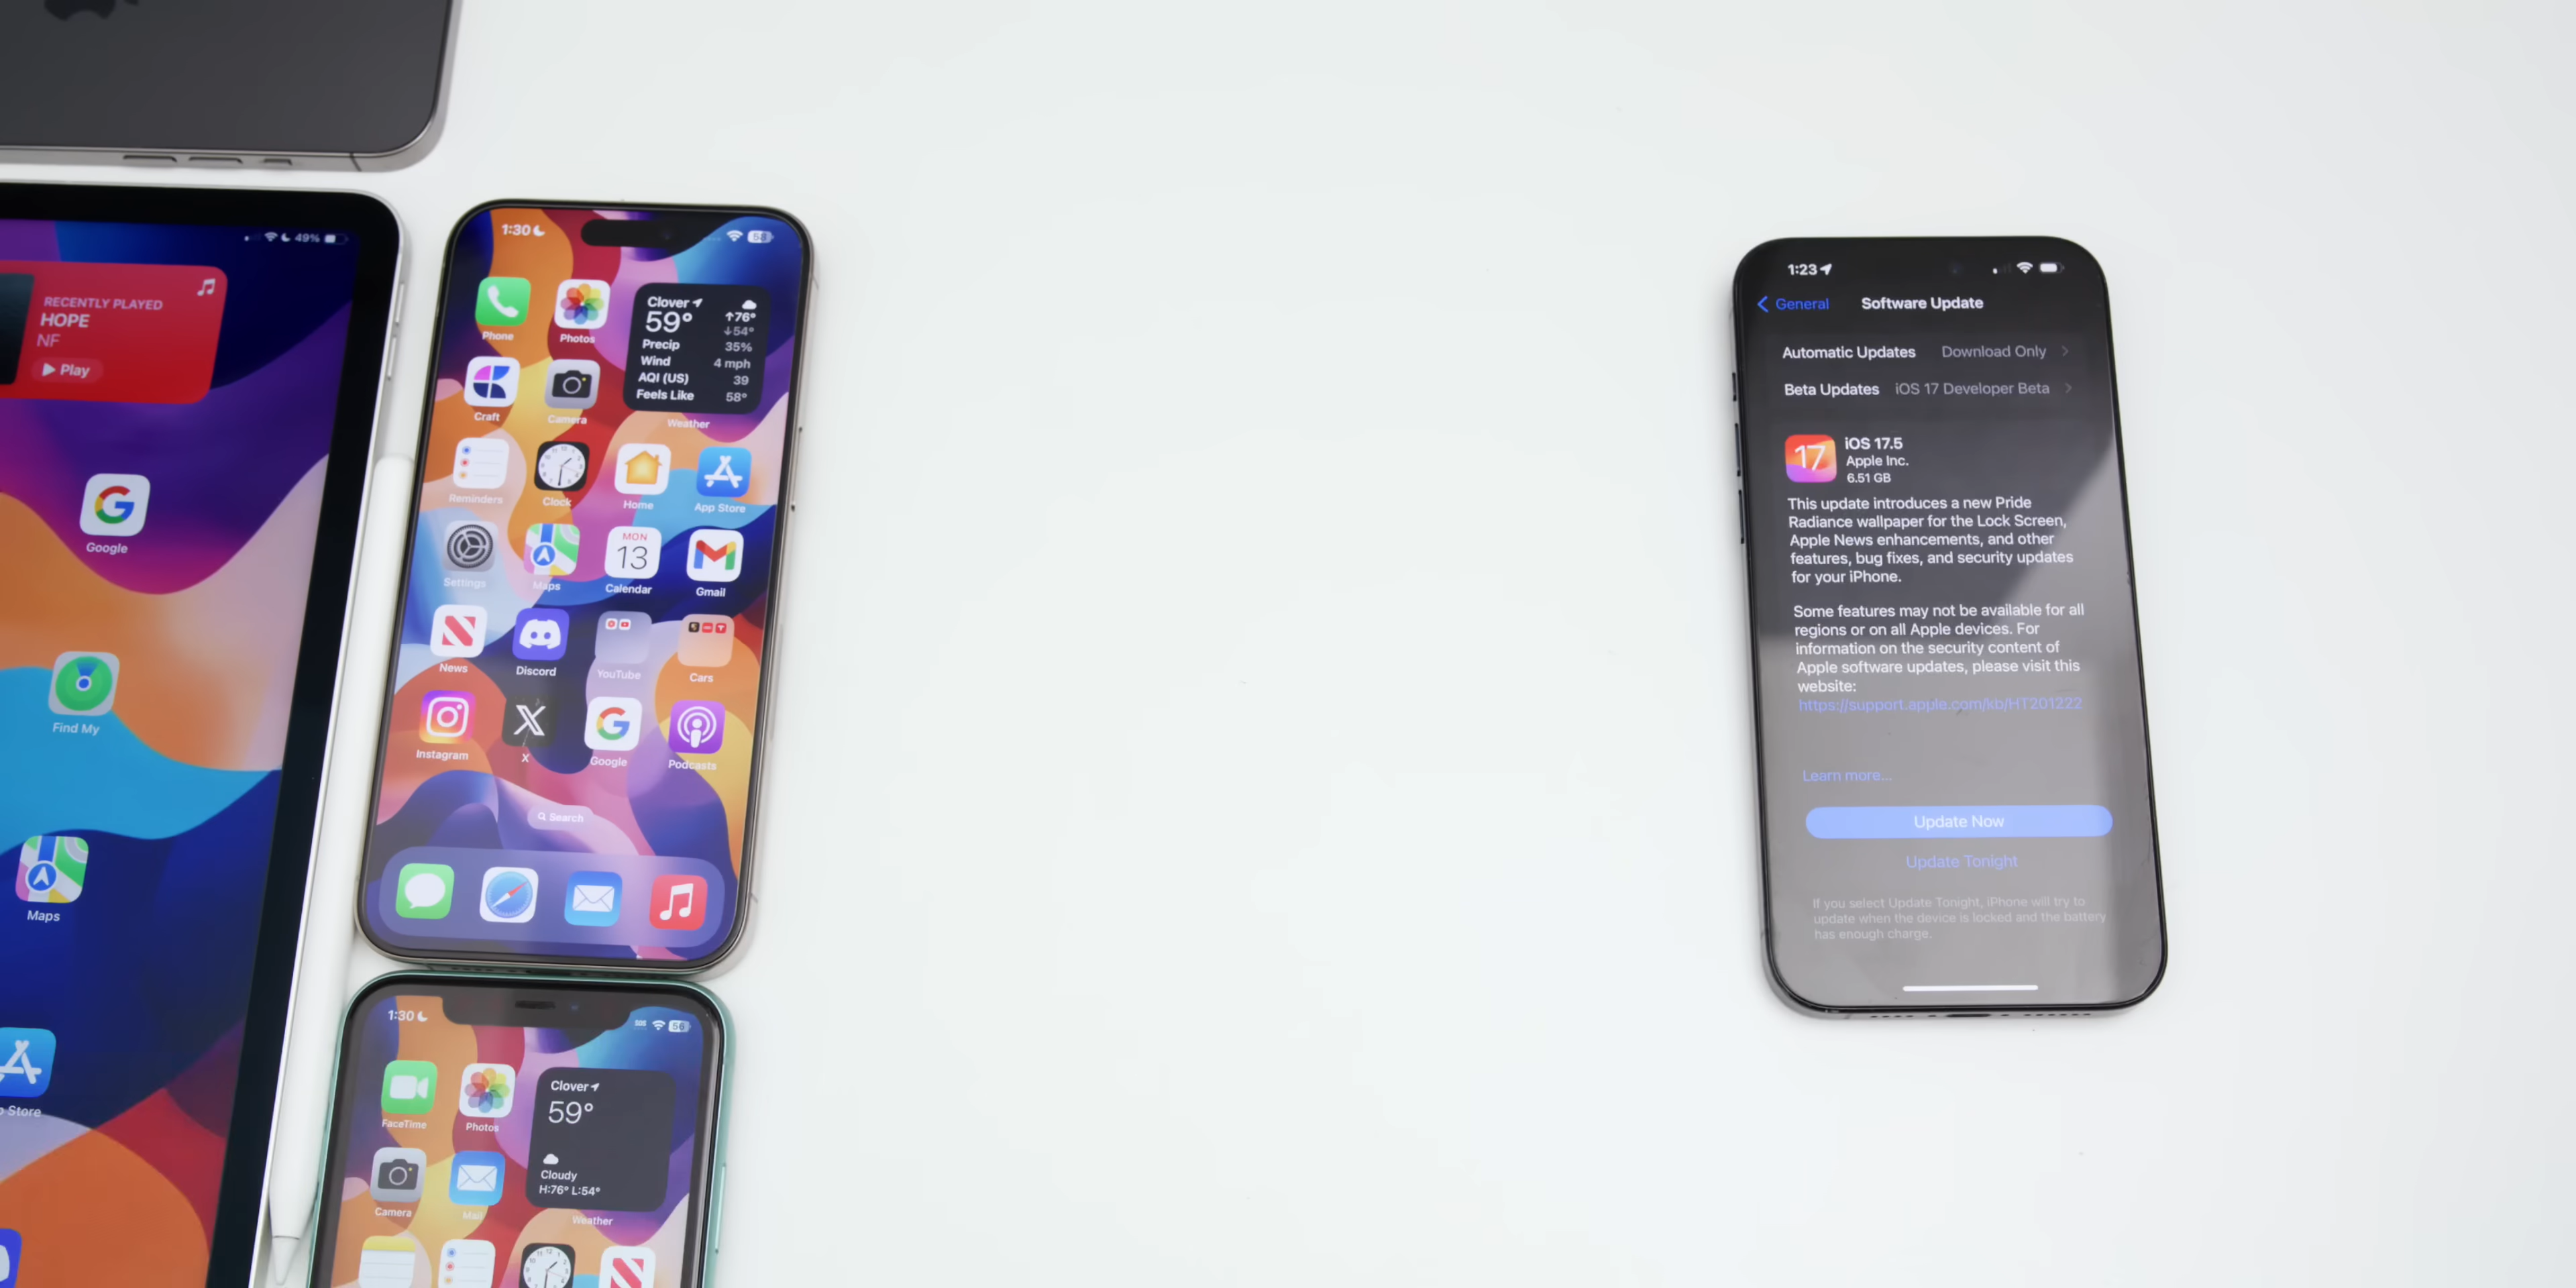 49%
RECENTLY PLAYED
HOPE
NF
Play
Google
Find My
Maps
Store
1:30
58
Phone
Photos
Clover
59°
↑76°
↓54°
Precip 35%
Wind 4 mph
AQI (US) 39
Feels Like 58°
Weather
Craft
Camera
Reminders
Clock
Home
App Store
Settings
Maps
MON
13
Calendar
Gmail
News
Discord
YouTube
Cars
Instagram
X
Google
Podcasts
Search
1:30
SOS
56
FaceTime
Photos
Clover
59°
Cloudy
H:76° L:54°
Weather
Camera
Mail
1:23
General
Software Update
Automatic Updates Download Only
Beta Updates iOS 17 Developer Beta
17
iOS 17.5
Apple Inc.
6.51 GB
This update introduces a new Pride
Radiance wallpaper for the Lock Screen,
Apple News enhancements, and other
features, bug fixes, and security updates
for your iPhone.
Some features may not be available for all
regions or on all Apple devices. For
information on the security content of
Apple software updates, please visit this
website:
https://support.apple.com/kb/HT201222
Learn more...
Update Now
Update Tonight
If you select Update Tonight, iPhone will try to
update when the device is locked and the battery
has enough charge.